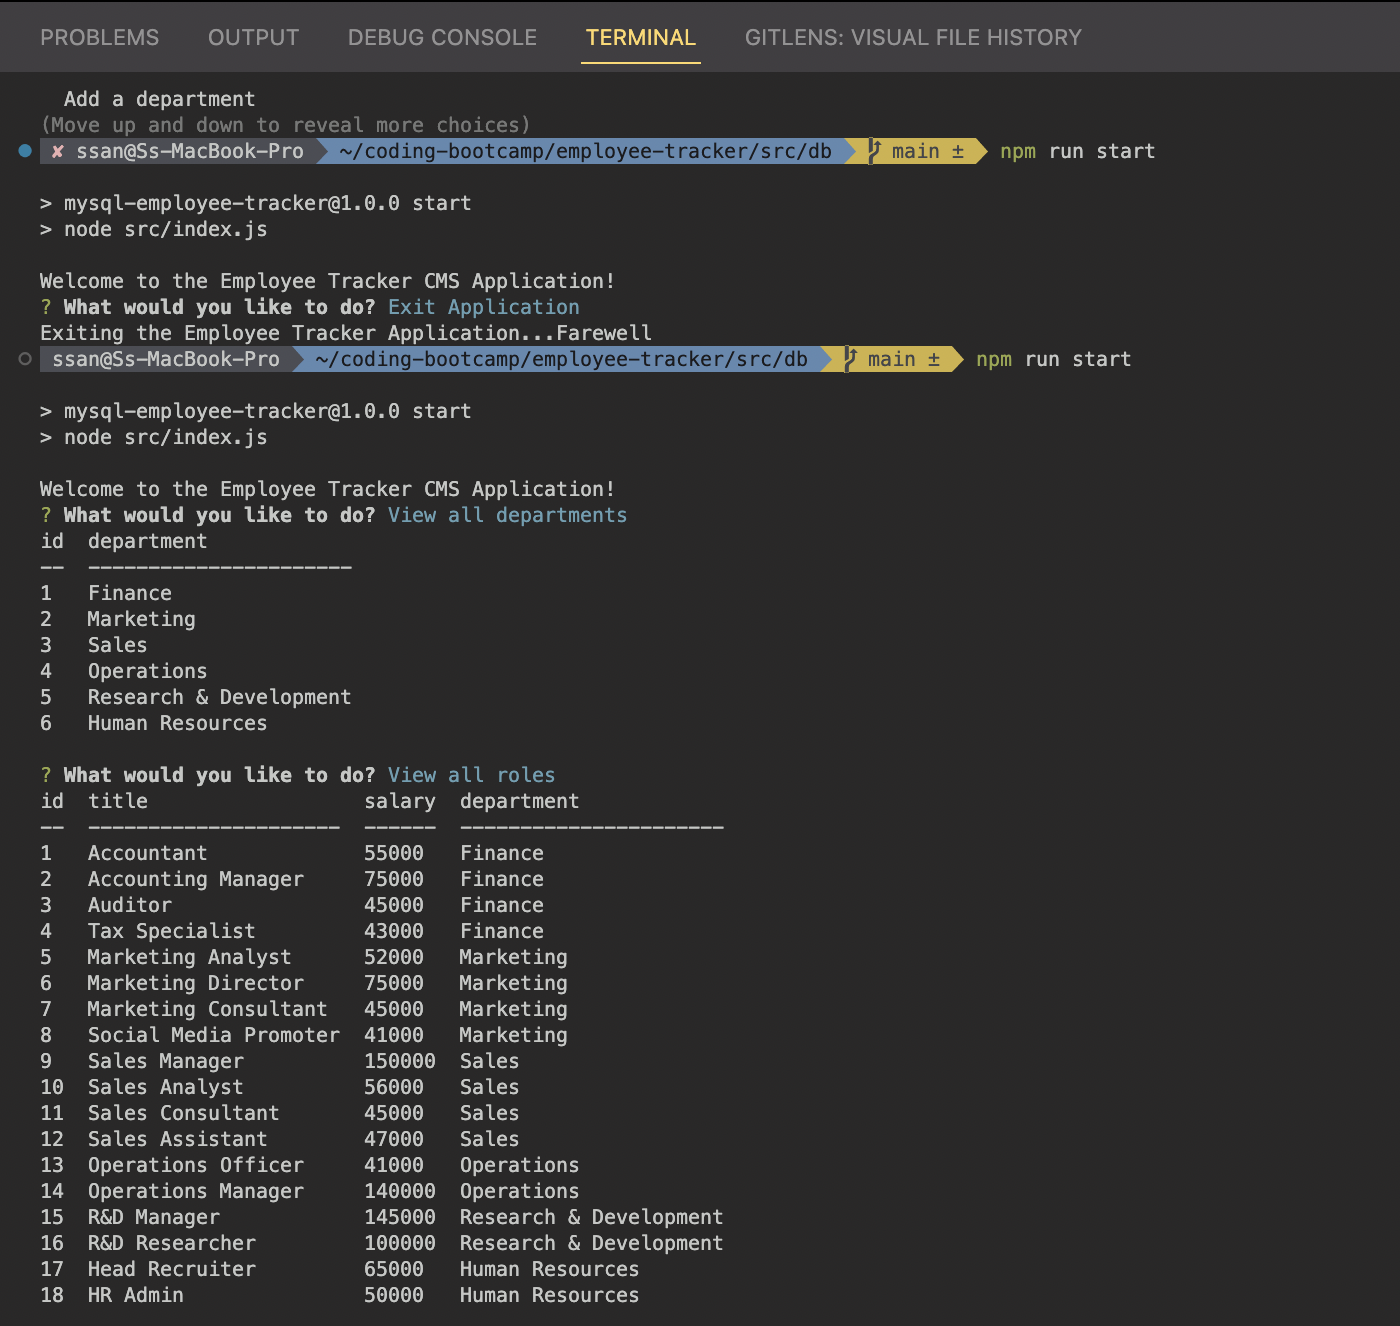 PROBLEMS OUTPUT DEBUG CONSOLE TERMINAL GITLENS: VISUAL FILE HISTORY
Add a department
(Move up and down to reveal more choices)
✘ ssan@Ss-MacBook-Pro ~/coding-bootcamp/employee-tracker/src/db main ± npm run start
> mysql-employee-tracker@1.0.0 start
> node src/index.js
Welcome to the Employee Tracker CMS Application!
? What would you like to do? Exit Application
Exiting the Employee Tracker Application...Farewell
ssan@Ss-MacBook-Pro ~/coding-bootcamp/employee-tracker/src/db main ± npm run start
> mysql-employee-tracker@1.0.0 start
> node src/index.js
Welcome to the Employee Tracker CMS Application!
? What would you like to do? View all departments
id department
-- ----------------------
1 Finance
2 Marketing
3 Sales
4 Operations
5 Research & Development
6 Human Resources
? What would you like to do? View all roles
id title salary department
-- --------------------- ------ ----------------------
1 Accountant 55000 Finance
2 Accounting Manager 75000 Finance
3 Auditor 45000 Finance
4 Tax Specialist 43000 Finance
5 Marketing Analyst 52000 Marketing
6 Marketing Director 75000 Marketing
7 Marketing Consultant 45000 Marketing
8 Social Media Promoter 41000 Marketing
9 Sales Manager 150000 Sales
10 Sales Analyst 56000 Sales
11 Sales Consultant 45000 Sales
12 Sales Assistant 47000 Sales
13 Operations Officer 41000 Operations
14 Operations Manager 140000 Operations
15 R&D Manager 145000 Research & Development
16 R&D Researcher 100000 Research & Development
17 Head Recruiter 65000 Human Resources
18 HR Admin 50000 Human Resources